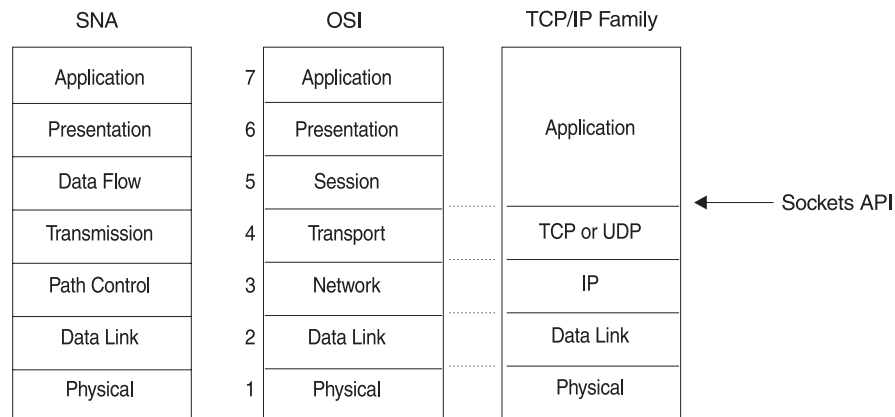 SNA OSI TCP/IP Family
Application 7 Application
Presentation 6 Presentation Application
Data Flow 5 Session
Sockets API
Transmission 4 Transport TCP or UDP
Path Control 3 Network IP
Data Link 2 Data Link Data Link
Physical 1 Physical Physical